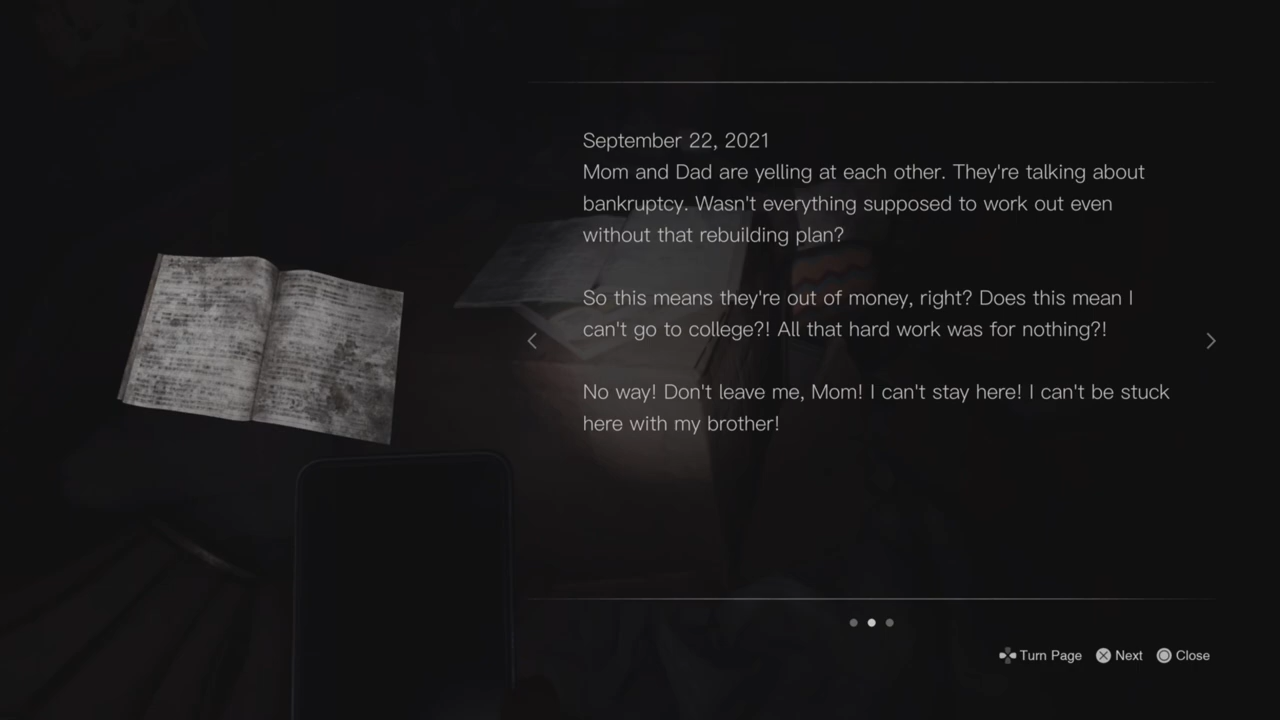 September 22, 2021
Mom and Dad are yelling at each other. They're talking about
bankruptcy. Wasn't everything supposed to work out even
without that rebuilding plan?
So this means they're out of money, right? Does this mean I
can't go to college?! All that hard work was for nothing?!
No way! Don't leave me, Mom! I can't stay here! I can't be stuck
here with my brother!
Turn Page Next Close